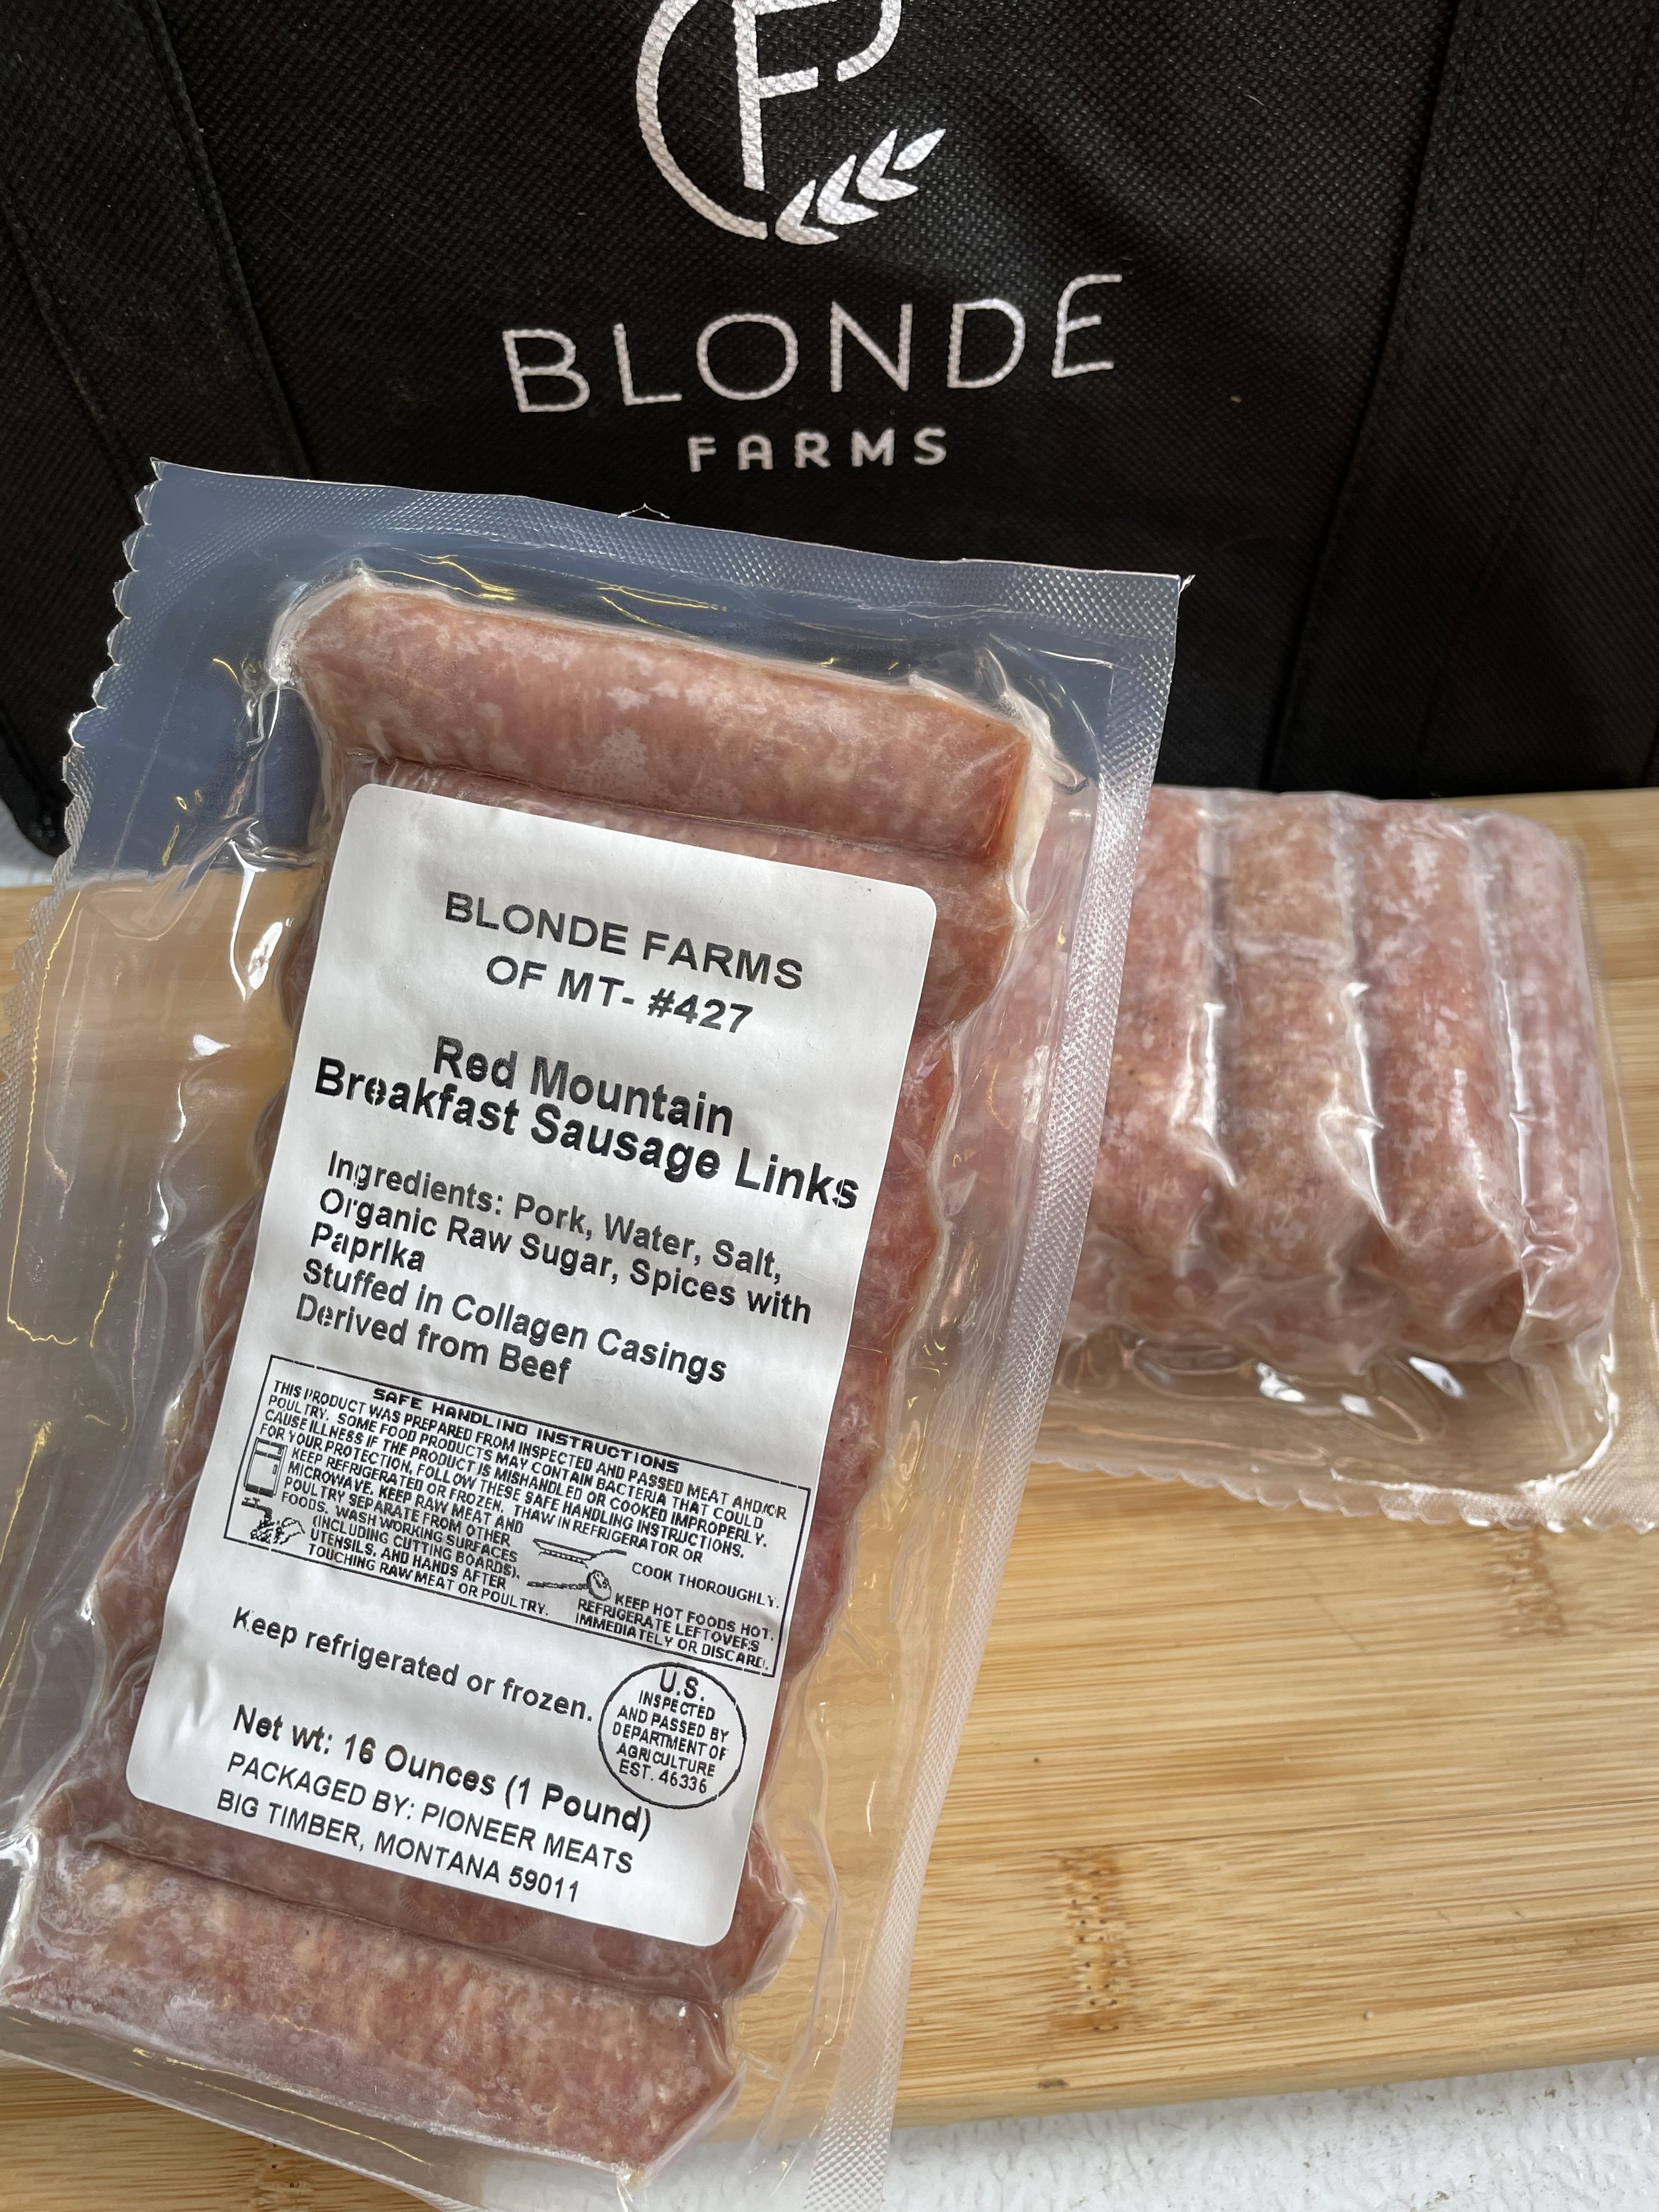 BLONDE
FARMS
BLONDE FARMS
OF MT- #427
Red Mountain
Breakfast Sausage Links
Ingredients: Pork, Water, Salt,
Organic Raw Sugar, Spices with
Paprika
Stuffed in Collagen Casings
Derived from Beef
SAFE HANDLING INSTRUCTIONS
THIS PRODUCT WAS PREPARED FROM INSPECTED AND PASSED MEAT AND/OR
POULTRY. SOME FOOD PRODUCTS MAY CONTAIN BACTERIA THAT COULD
CAUSE ILLNESS IF THE PRODUCT IS MISHANDLED OR COOKED IMPROPERLY.
FOR YOUR PROTECTION, FOLLOW THESE SAFE HANDLING INSTRUCTIONS.
KEEP REFRIGERATED OR FROZEN. THAW IN REFRIGERATOR OR
MICROWAVE. KEEP RAW MEAT AND
POULTRY SEPARATE FROM OTHER
FOODS. WASH WORKING SURFACES
(INCLUDING CUTTING BOARDS),
UTENSILS, AND HANDS AFTER
TOUCHING RAW MEAT OR POULTRY.
COOK THOROUGHLY.
KEEP HOT FOODS HOT.
REFRIGERATE LEFTOVERS
IMMEDIATELY OR DISCARD.
Keep refrigerated or frozen.
U.S.
INSPECTED
AND PASSED BY
DEPARTMENT OF
AGRICULTURE
EST. 46336
Net wt: 16 Ounces (1 Pound)
PACKAGED BY: PIONEER MEATS
BIG TIMBER, MONTANA 59011